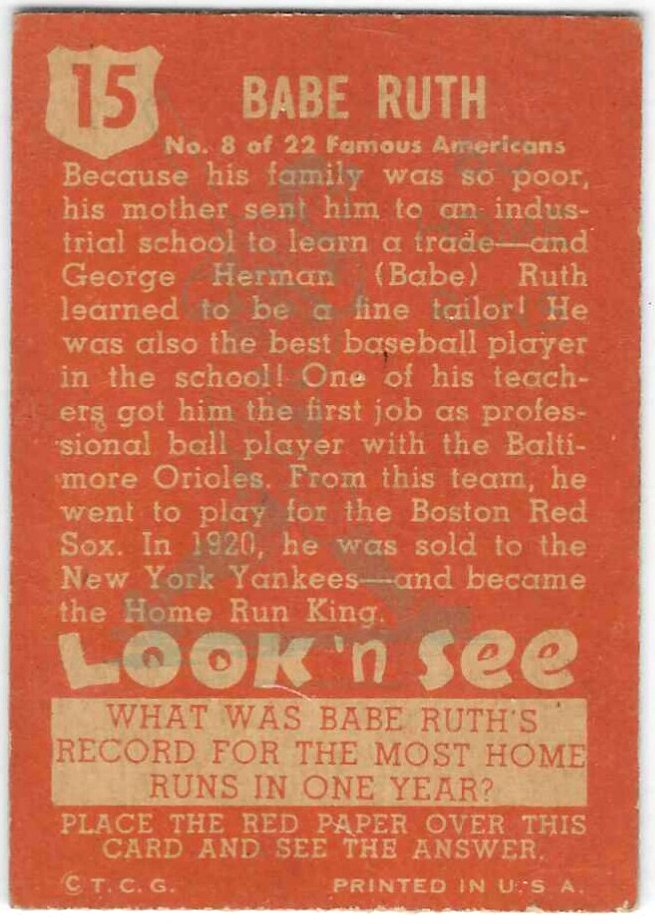 15
BABE RUTH
No. 8 of 22 Famous Americans
Because his family was so poor,
his mother sent him to an indus-
trial school to learn a trade—and
George Herman (Babe) Ruth
learned to be a fine tailor! He
was also the best baseball player
in the school! One of his teach-
ers got him the first job as profes-
sional ball player with the Balti-
more Orioles. From this team, he
went to play for the Boston Red
Sox. In 1920, he was sold to the
New York Yankees—and became
the Home Run King.
LOOK 'n SEE
WHAT WAS BABE RUTH'S
RECORD FOR THE MOST HOME
RUNS IN ONE YEAR?
PLACE THE RED PAPER OVER THIS
CARD AND SEE THE ANSWER.
© T. C. G. PRINTED IN U. S. A.